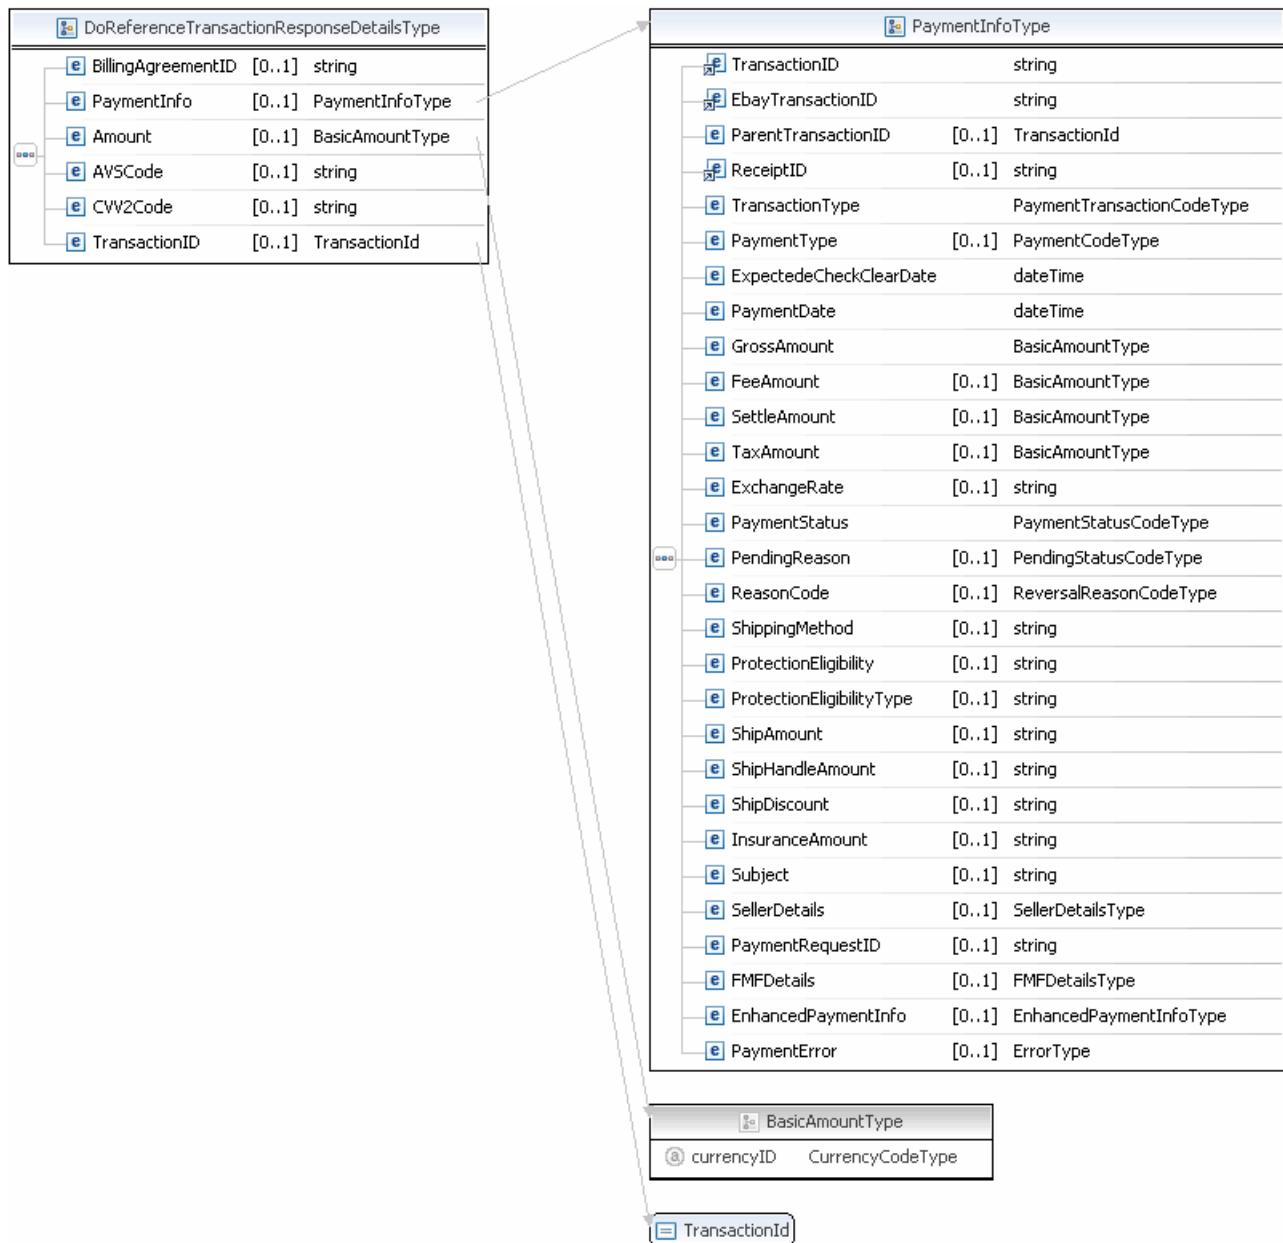 DoReferenceTransactionResponseDetailsType
BillingAgreementID [0..1] string
PaymentInfo [0..1] PaymentInfoType
Amount [0..1] BasicAmountType
AVSCode [0..1] string
CVV2Code [0..1] string
TransactionID [0..1] TransactionId
PaymentInfoType
TransactionID string
EbayTransactionID string
ParentTransactionID [0..1] TransactionId
ReceiptID [0..1] string
TransactionType PaymentTransactionCodeType
PaymentType [0..1] PaymentCodeType
ExpectedeCheckClearDate dateTime
PaymentDate dateTime
GrossAmount BasicAmountType
FeeAmount [0..1] BasicAmountType
SettleAmount [0..1] BasicAmountType
TaxAmount [0..1] BasicAmountType
ExchangeRate [0..1] string
PaymentStatus PaymentStatusCodeType
PendingReason [0..1] PendingStatusCodeType
ReasonCode [0..1] ReversalReasonCodeType
ShippingMethod [0..1] string
ProtectionEligibility [0..1] string
ProtectionEligibilityType [0..1] string
ShipAmount [0..1] string
ShipHandleAmount [0..1] string
ShipDiscount [0..1] string
InsuranceAmount [0..1] string
Subject [0..1] string
SellerDetails [0..1] SellerDetailsType
PaymentRequestID [0..1] string
FMFDetails [0..1] FMFDetailsType
EnhancedPaymentInfo [0..1] EnhancedPaymentInfoType
PaymentError [0..1] ErrorType
BasicAmountType
currencyID CurrencyCodeType
TransactionId